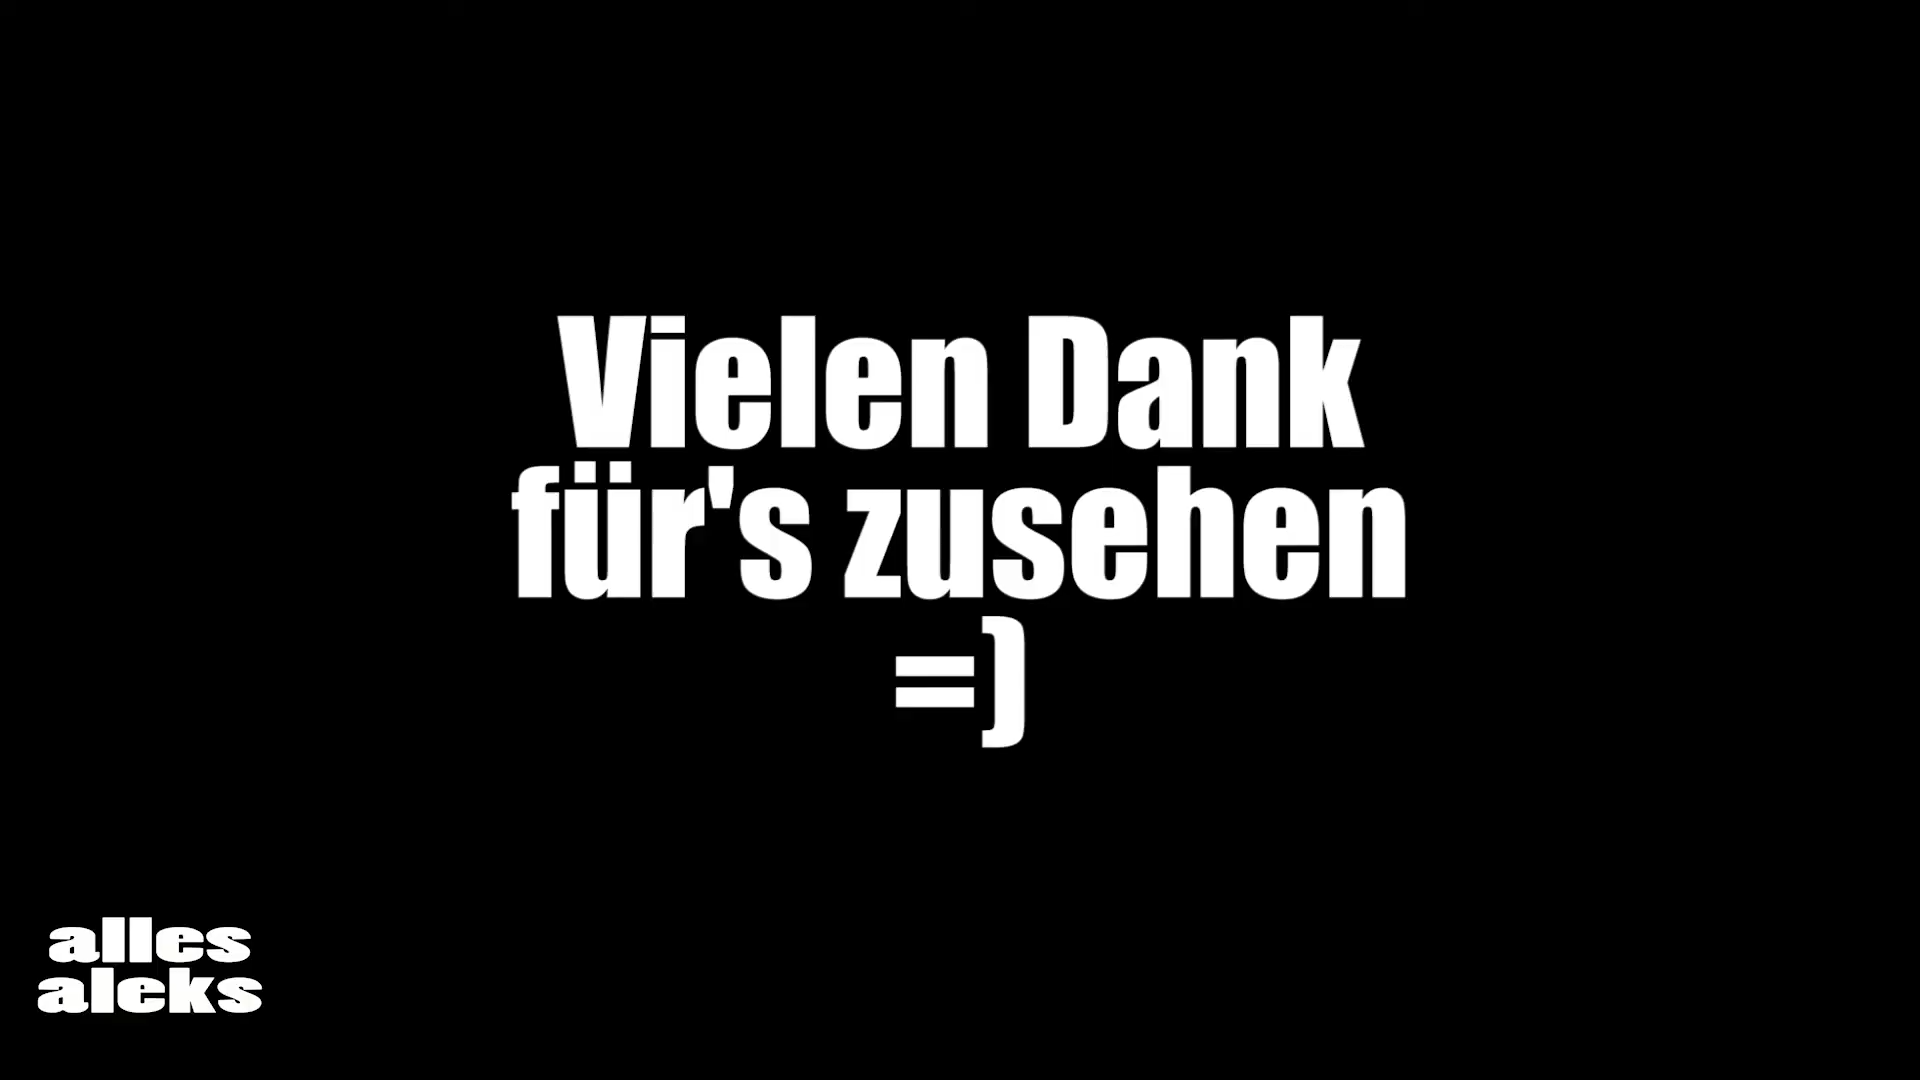 Vielen Dank
für's zusehen
=)
alles
aleks